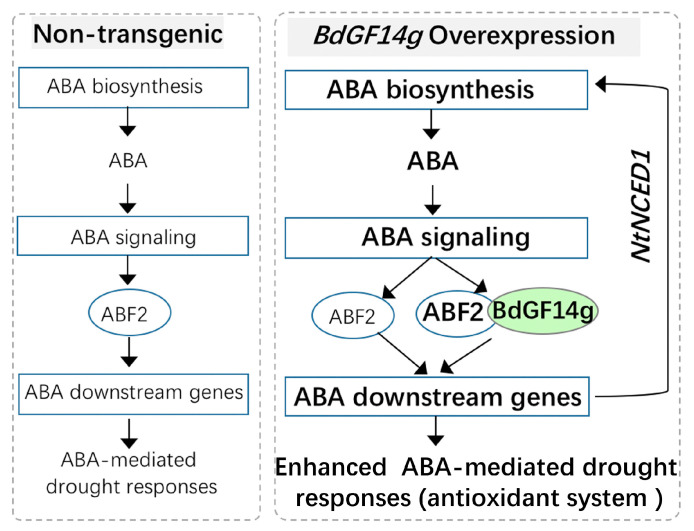 Non-transgenic
ABA biosynthesis
ABA
ABA signaling
ABF2
ABA downstream genes
ABA-mediated
drought responses
BdGF14g Overexpression
ABA biosynthesis
ABA
ABA signaling
ABF2
ABF2
BdGF14g
ABA downstream genes
Enhanced ABA-mediated drought
responses (antioxidant system )
NtNCED1